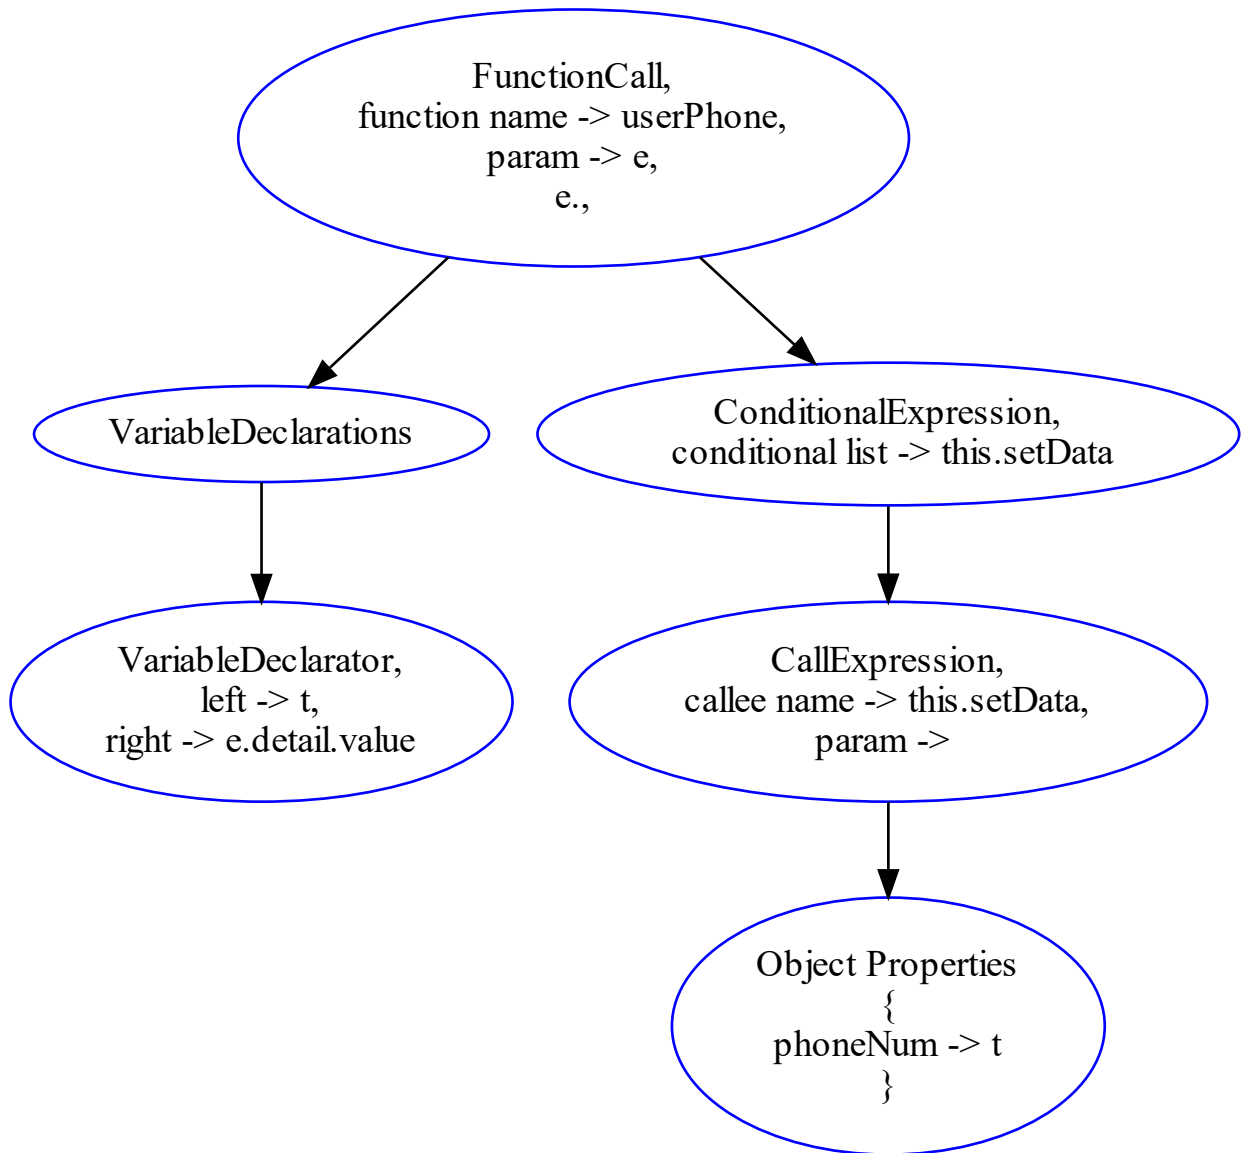 FunctionCall,
function name -> userPhone,
param -> e,
e.,
VariableDeclarations
ConditionalExpression,
conditional list -> this.setData
VariableDeclarator,
left -> t,
right -> e.detail.value
CallExpression,
callee name -> this.setData,
param ->
Object Properties
{
phoneNum -> t
}